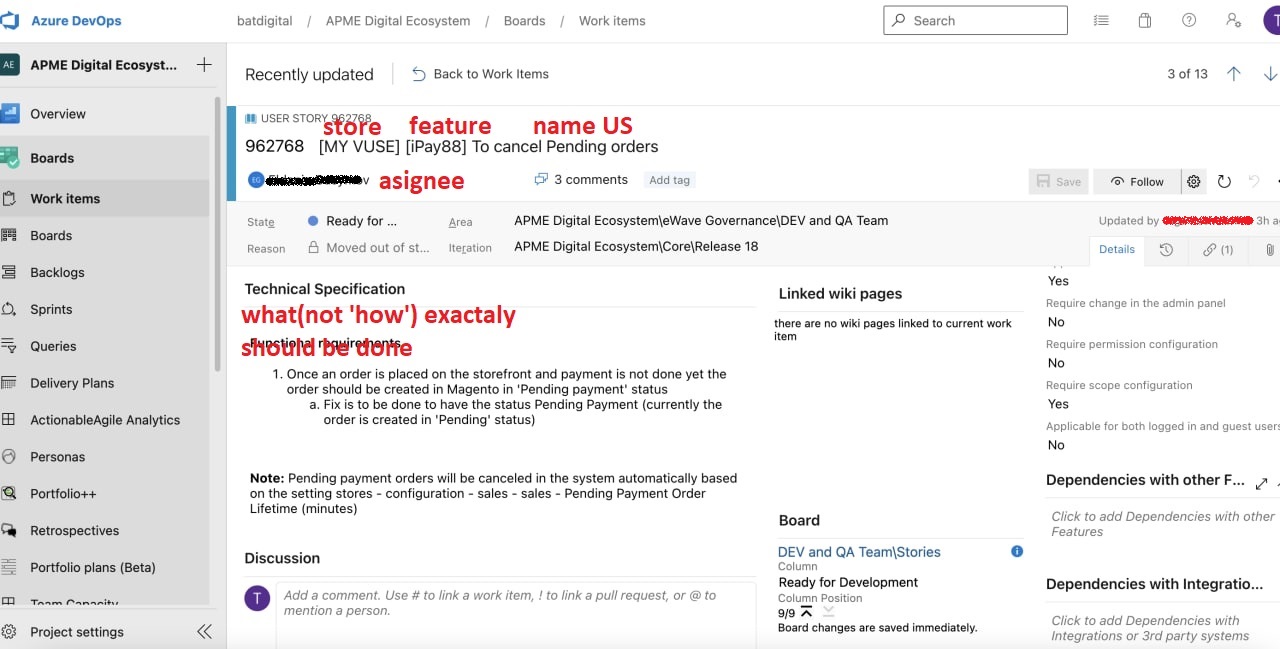 Azure DevOps
batdigital / APME Digital Ecosystem / Boards / Work items
Search
T
AE APME Digital Ecosyst...
Recently updated
Back to Work Items
3 of 13
Overview
Boards
Work items
Boards
Backlogs
Sprints
Queries
Delivery Plans
ActionableAgile Analytics
Personas
Portfolio++
Retrospectives
Portfolio plans (Beta)
Team Capacity
Project settings
USER STORY 962768
store feature name US
962768 [MY VUSE] [iPay88] To cancel Pending orders
EG
asignee
3 comments
Add tag
Save
Follow
State Ready for ...
Area APME Digital Ecosystem\eWave Governance\DEV and QA Team
Updated by 3h a
Reason Moved out of st...
Iteration APME Digital Ecosystem\Core\Release 18
Details
(1)
Technical Specification
what(not 'how') exactaly
should be done
Functional requirements
1. Once an order is placed on the storefront and payment is not done yet the
order should be created in Magento in 'Pending payment' status
a. Fix is to be done to have the status Pending Payment (currently the
order is created in 'Pending' status)
Note: Pending payment orders will be canceled in the system automatically based
on the setting stores - configuration - sales - sales - Pending Payment Order
Lifetime (minutes)
Discussion
T
Add a comment. Use # to link a work item, ! to link a pull request, or @ to
mention a person.
Linked wiki pages
there are no wiki pages linked to current work
item
Board
DEV and QA Team\Stories
Column
Ready for Development
Column Position
9/9
Board changes are saved immediately.
Yes
Require change in the admin panel
No
Require permission configuration
No
Require scope configuration
Yes
Applicable for both logged in and guest users
No
Dependencies with other F...
Click to add Dependencies with other
Features
Dependencies with Integratio...
Click to add Dependencies with
Integrations or 3rd party systems